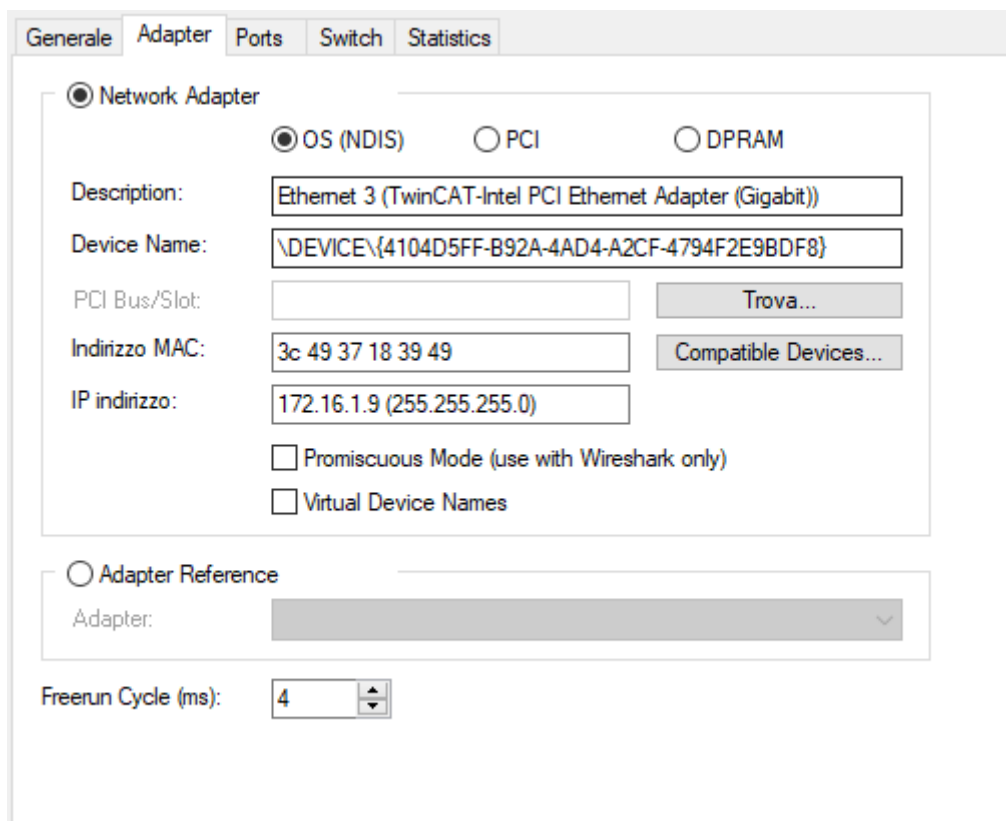 Generale Adapter Ports Switch Statistics
Network Adapter
OS (NDIS) PCI DPRAM
Description: Ethernet 3 (TwinCAT-Intel PCI Ethernet Adapter (Gigabit))
Device Name: \DEVICE\{4104D5FF-B92A-4AD4-A2CF-4794F2E9BDF8}
PCI Bus/Slot: Trova...
Indirizzo MAC: 3c 49 37 18 39 49 Compatible Devices...
IP indirizzo: 172.16.1.9 (255.255.255.0)
Promiscuous Mode (use with Wireshark only)
Virtual Device Names
Adapter Reference
Adapter:
Freerun Cycle (ms): 4